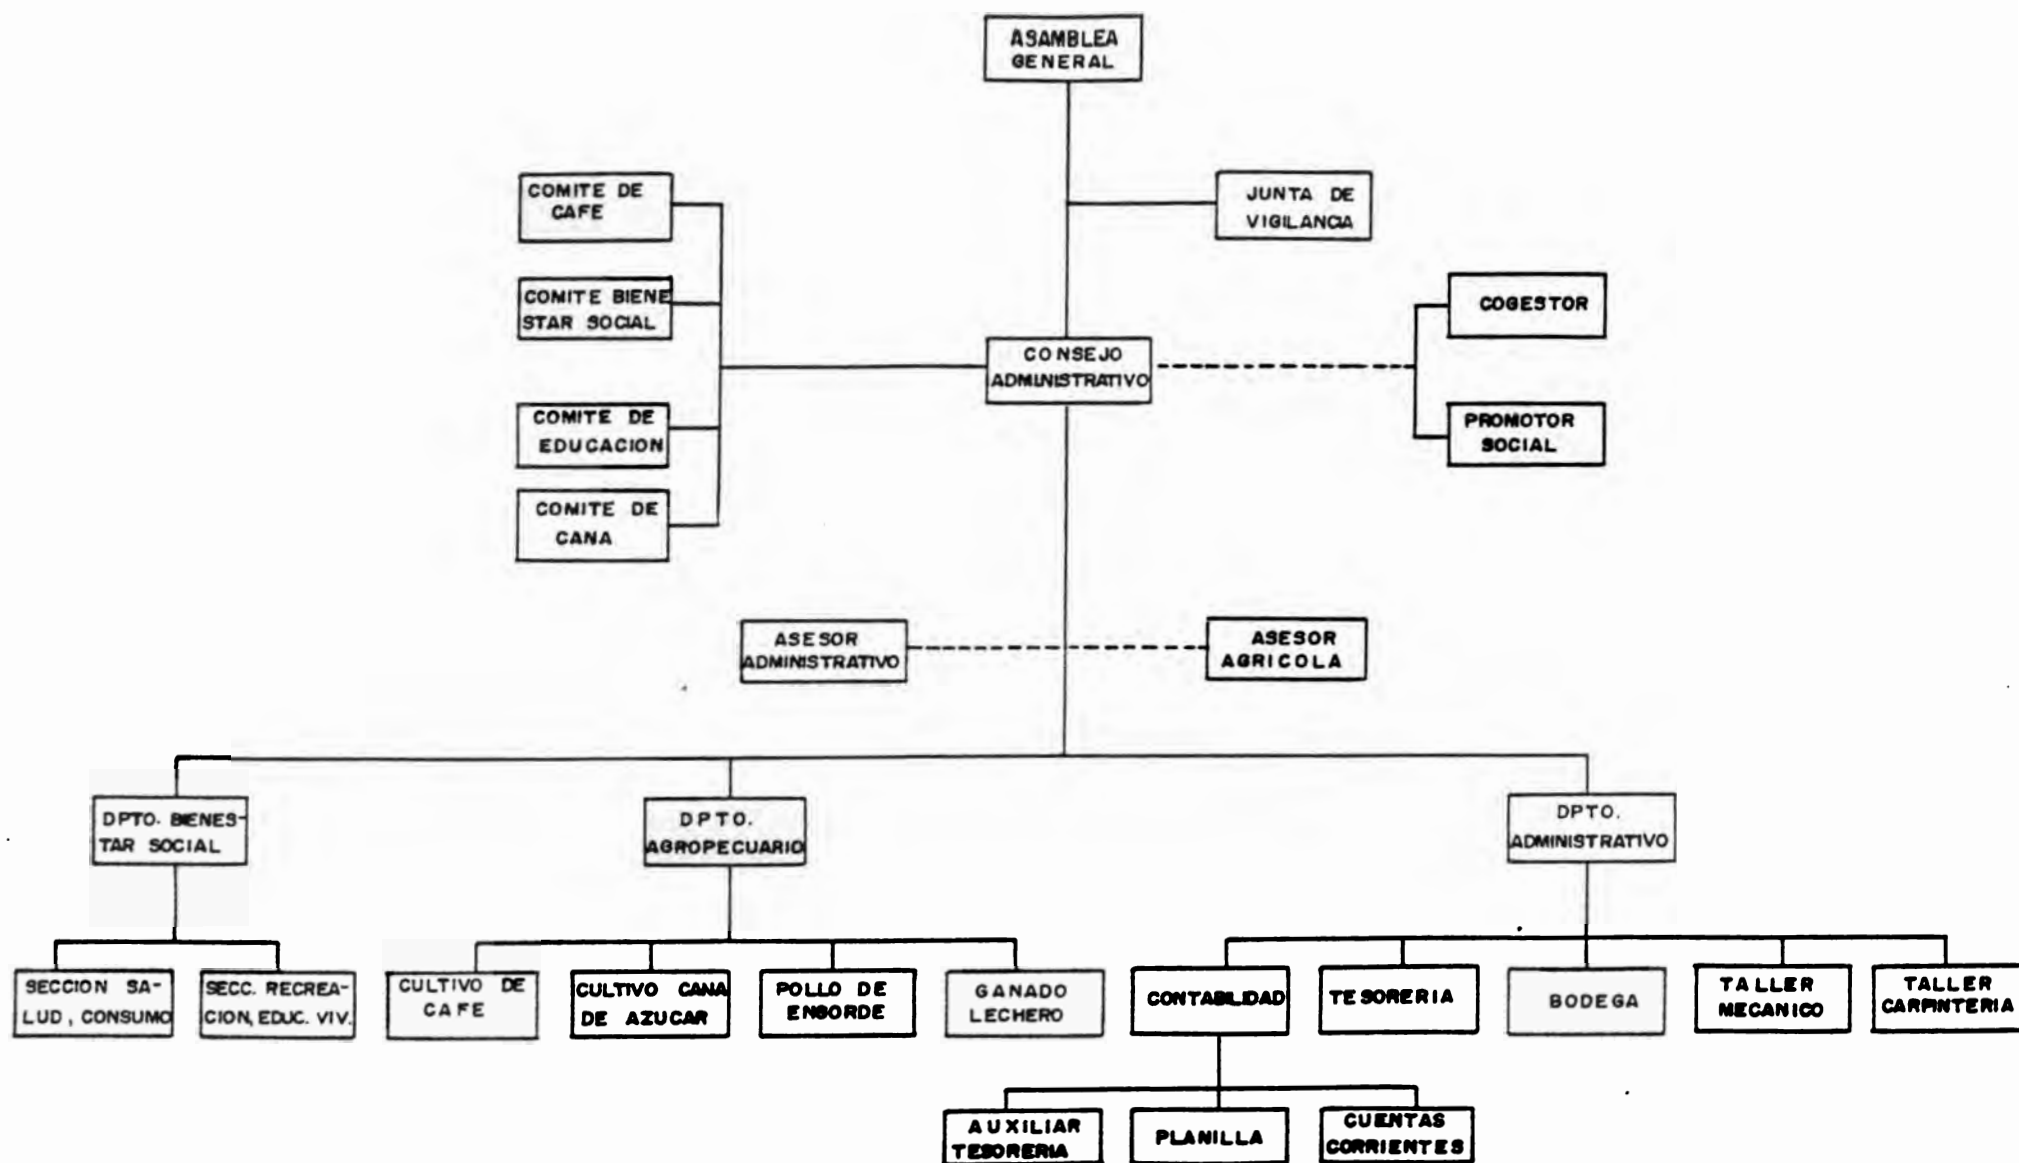 ASAMBLEA
GENERAL
JUNTA DE
VIGILANCIA
COMITE DE
CAFE
COMITE BIENE
STAR SOCIAL
COMITE DE
EDUCACION
COMITE DE
CANA
CONSEJO
ADMINISTRATIVO
COGESTOR
PROMOTOR
SOCIAL
ASESOR
ADMINISTRATIVO
ASESOR
AGRICOLA
DPTO. BIENES-
TAR SOCIAL
DPTO.
AGROPECUARIO
DPTO.
ADMINISTRATIVO
SECCION SA-
LUD, CONSUMO
SECC. RECREA-
CION, EDUC. VIV.
CULTIVO DE
CAFE
CULTIVO CANA
DE AZUCAR
POLLO DE
ENGORDE
GANADO
LECHERO
CONTABILIDAD
TESORERIA
BODEGA
TALLER
MECANICO
TALLER
CARPINTERIA
AUXILIAR
TESORERIA
PLANILLA
CUENTAS
CORRIENTES